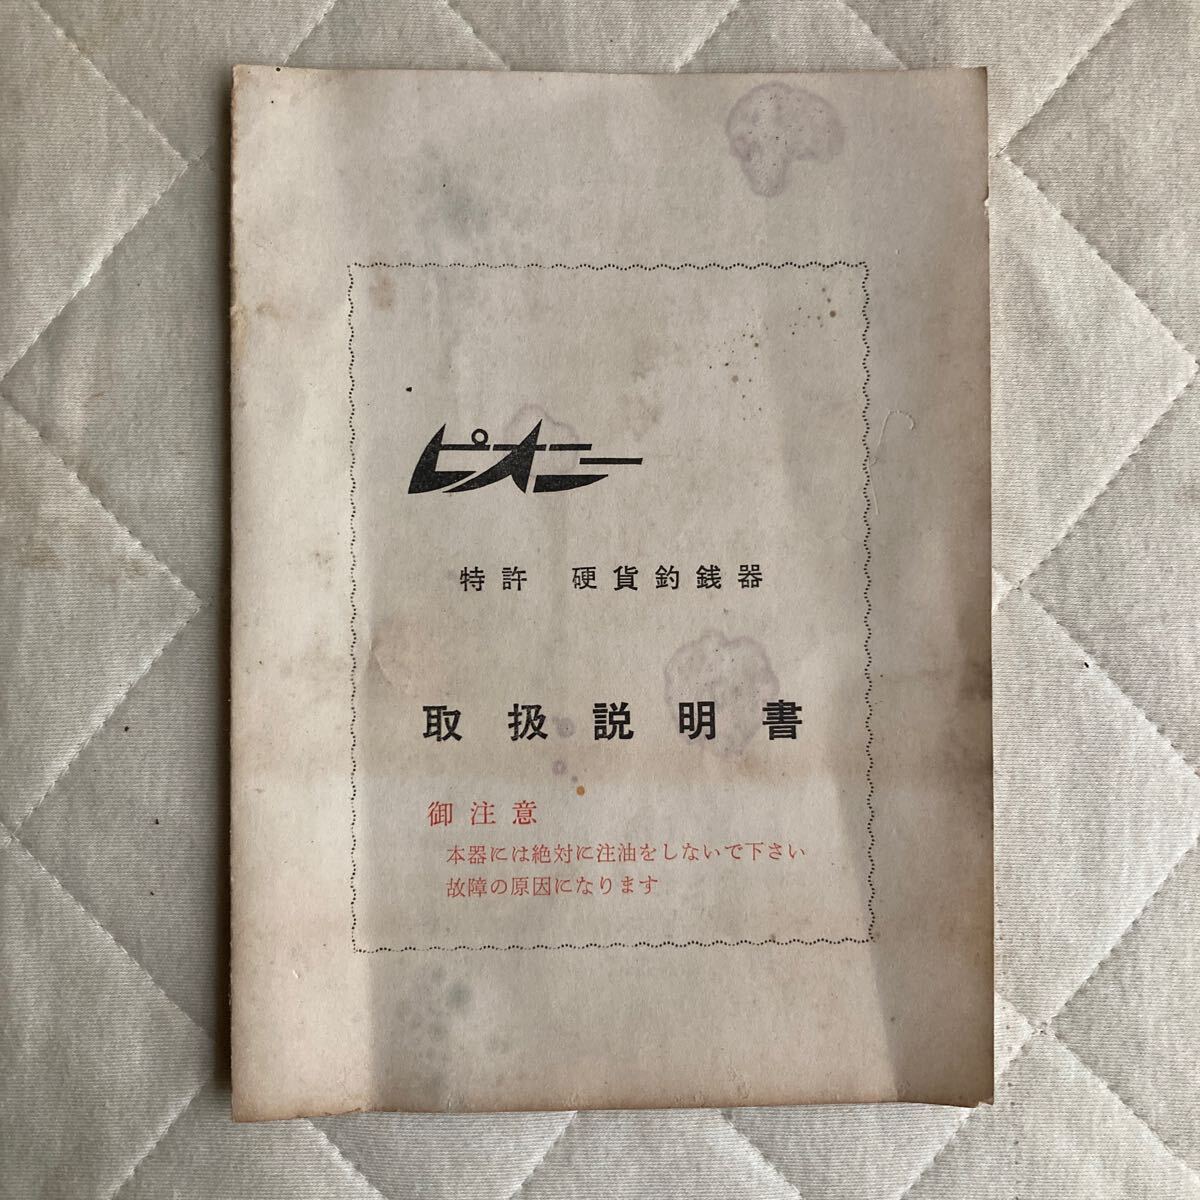 ピオニー
特許 硬貨釣銭器
取扱説明書
御注意
本器には絶対に注油をしないで下さい
故障の原因になります